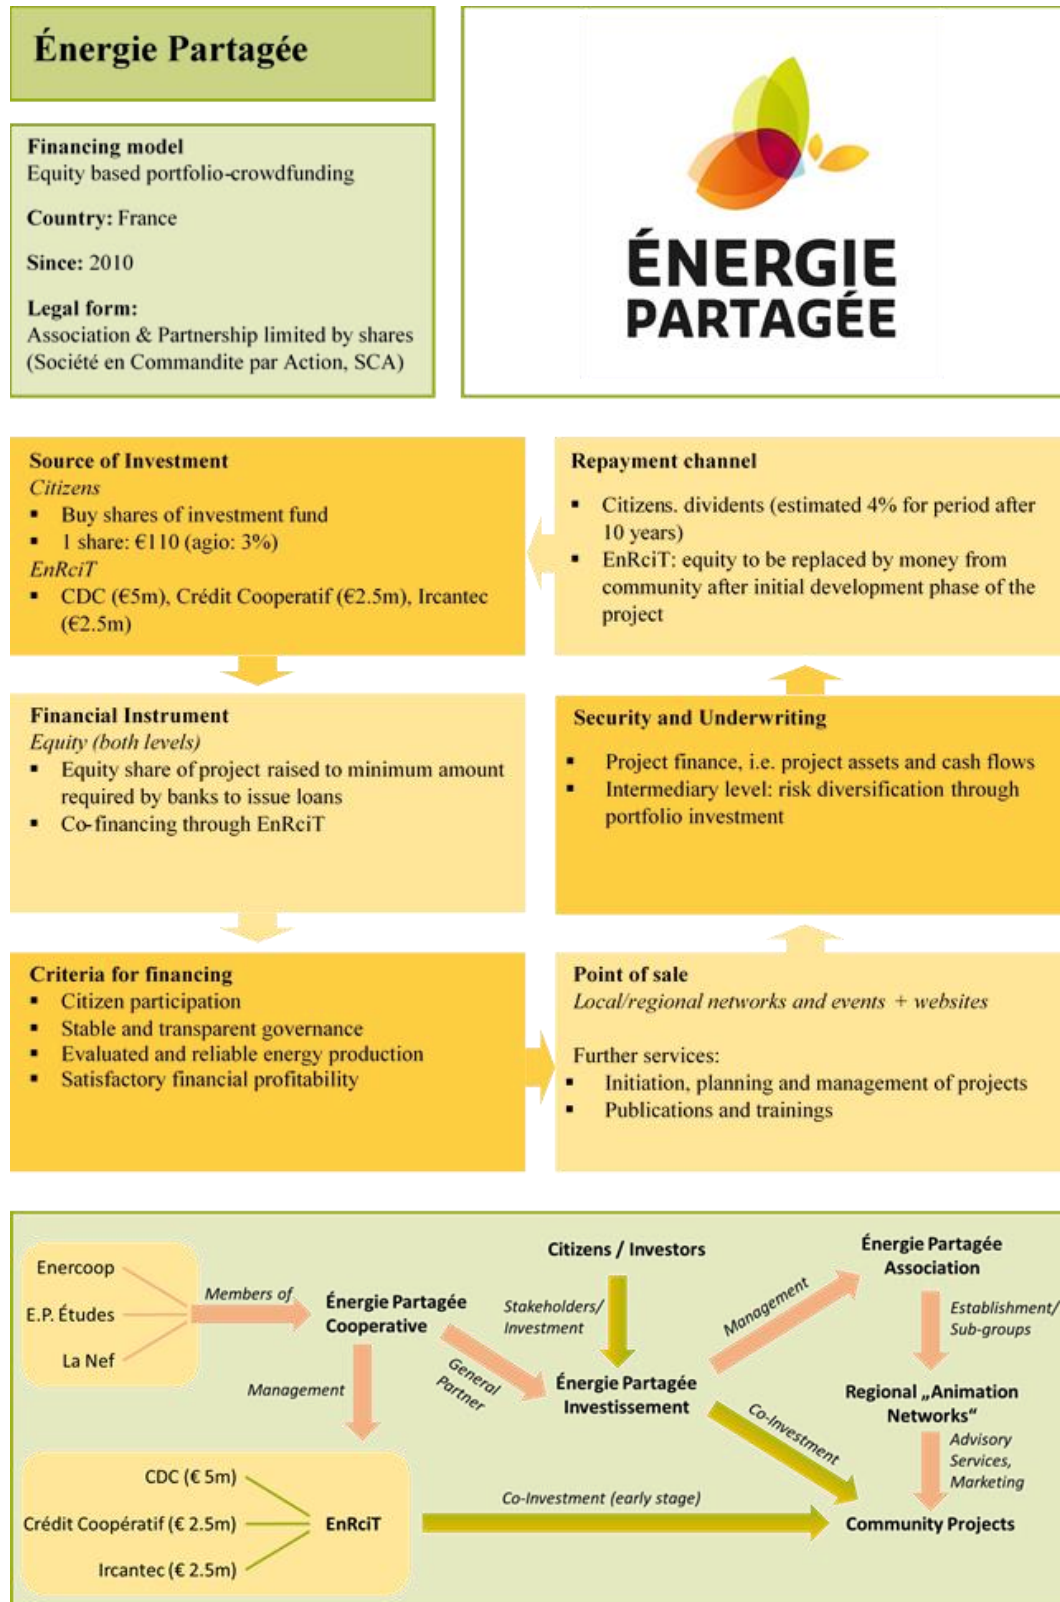 Énergie Partagée
ÉNERGIE
PARTAGÉE
Financing model
Equity based portfolio-crowdfunding
Country: France
Since: 2010
Legal form:
Association & Partnership limited by shares
(Société en Commandite par Action, SCA)
Source of Investment
Citizens
▪ Buy shares of investment fund
▪ 1 share: €110 (agio: 3%)
EnRciT
▪ CDC (€5m), Crédit Cooperatif (€2.5m), Ircantec
(€2.5m)
Repayment channel
▪ Citizens. dividents (estimated 4% for period after
10 years)
▪ EnRciT: equity to be replaced by money from
community after initial development phase of the
project
Financial Instrument
Equity (both levels)
▪ Equity share of project raised to minimum amount
required by banks to issue loans
▪ Co-financing through EnRciT
Security and Underwriting
▪ Project finance, i.e. project assets and cash flows
▪ Intermediary level: risk diversification through
portfolio investment
Criteria for financing
▪ Citizen participation
▪ Stable and transparent governance
▪ Evaluated and reliable energy production
▪ Satisfactory financial profitability
Point of sale
Local/regional networks and events + websites
Further services:
▪ Initiation, planning and management of projects
▪ Publications and trainings
Enercoop
E.P. Études
La Nef
Members of
Énergie Partagée
Cooperative
Management
General
Partner
Citizens / Investors
Stakeholders/
Investment
Énergie Partagée
Investissement
Management
Énergie Partagée
Association
Establishment/
Sub-groups
Regional „Animation
Networks“
Advisory
Services,
Marketing
Co-Investment
CDC (€ 5m)
Crédit Coopératif (€ 2.5m)
Ircantec (€ 2.5m)
EnRciT
Co-Investment (early stage)
Community Projects